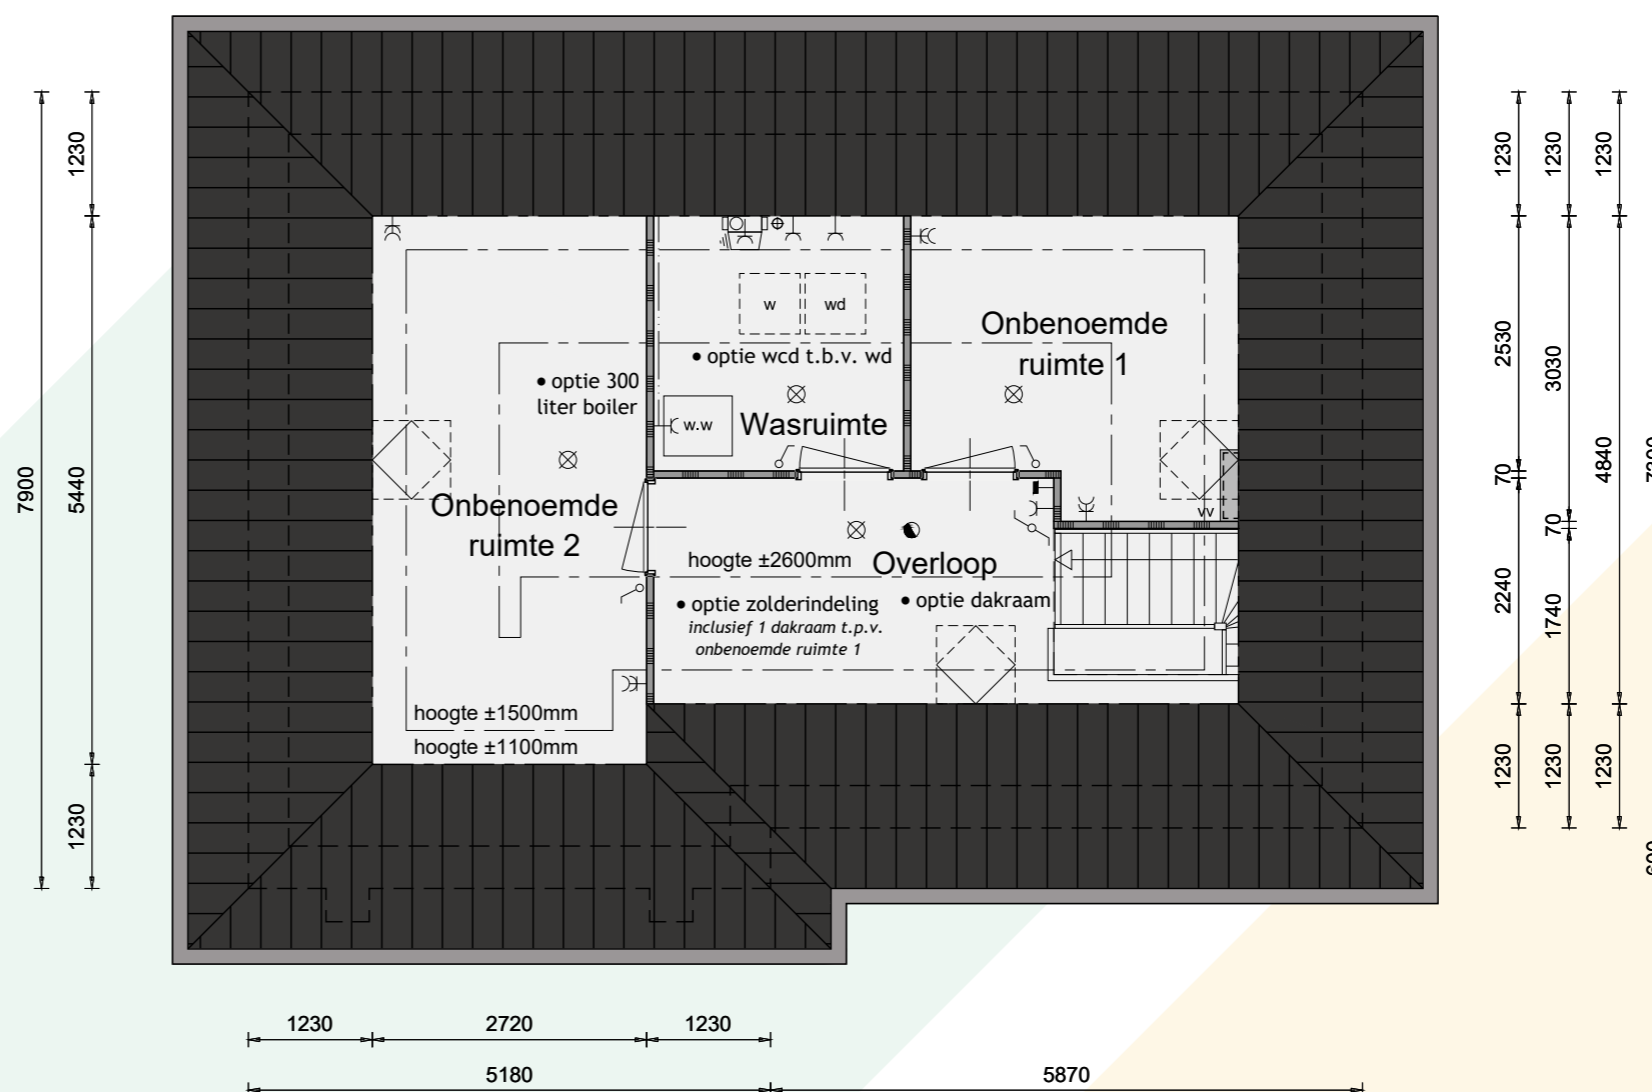 1230
5440
1230
7900
w
wd
• optie wcd t.b.v. wd
Onbenoemde
ruimte 1
• optie 300
liter boiler
w.w
Wasruimte
Onbenoemde
ruimte 2
vv
hoogte ±2600mm
Overloop
• optie zolderindeling
inclusief 1 dakraam t.p.v.
onbenoemde ruimte 1
• optie dakraam
hoogte ±1500mm
hoogte ±1100mm
1230
1230
1230
2530
3030
4840
70
70
2240
1740
1230
1230
1230
1230
2720
1230
5180
5870